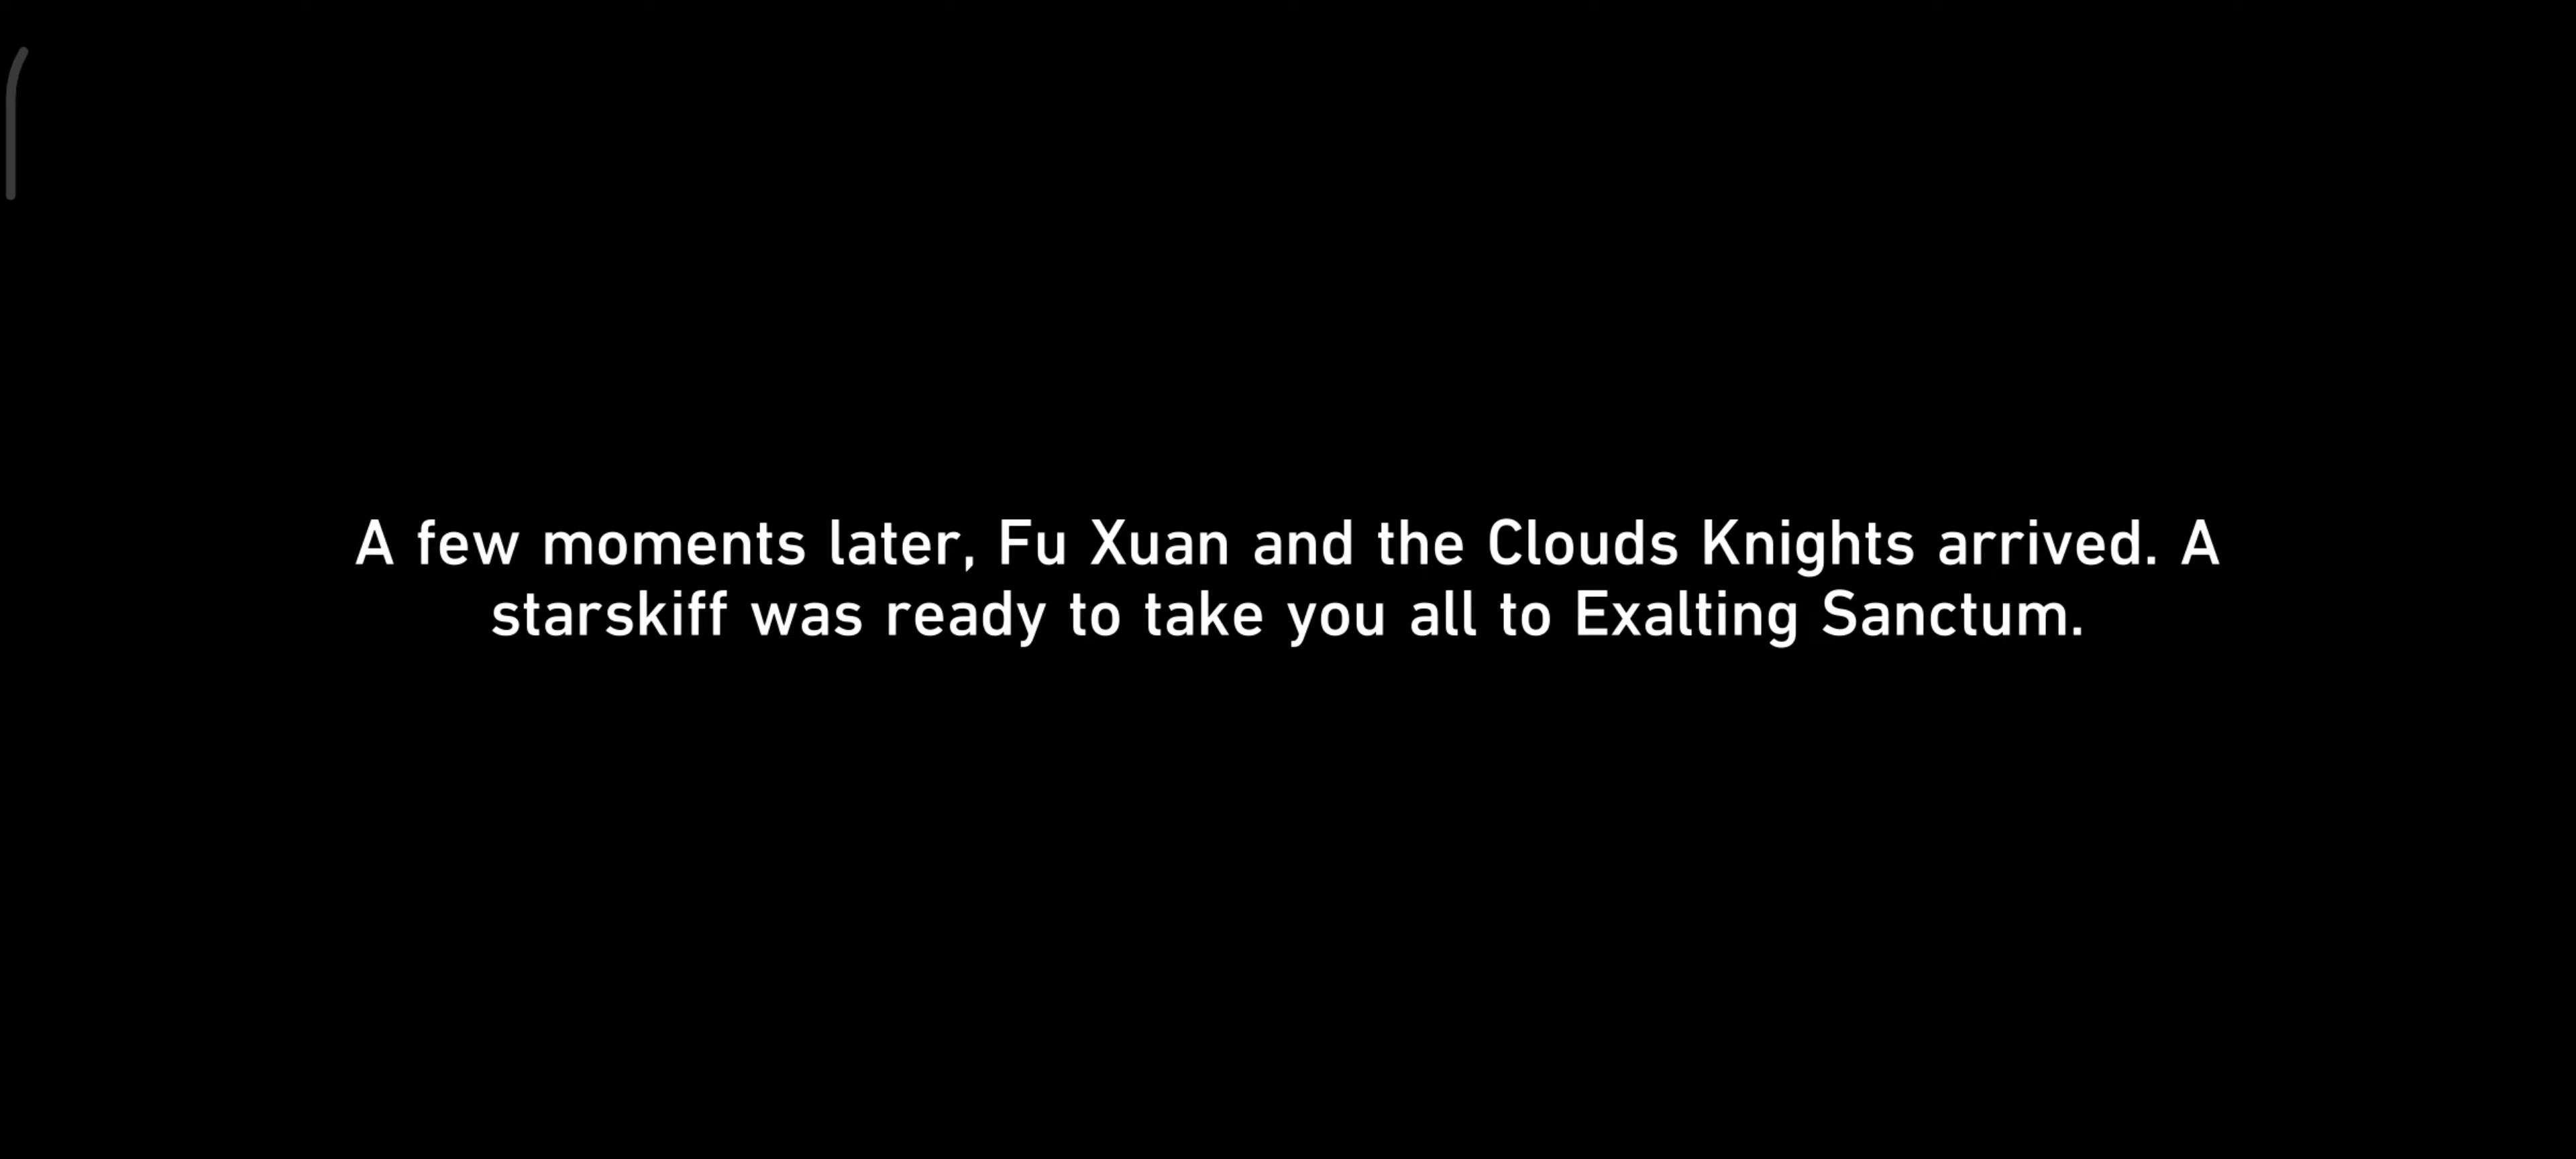 A few moments later, Fu Xuan and the Clouds Knights arrived. A
starskiff was ready to take you all to Exalting Sanctum.